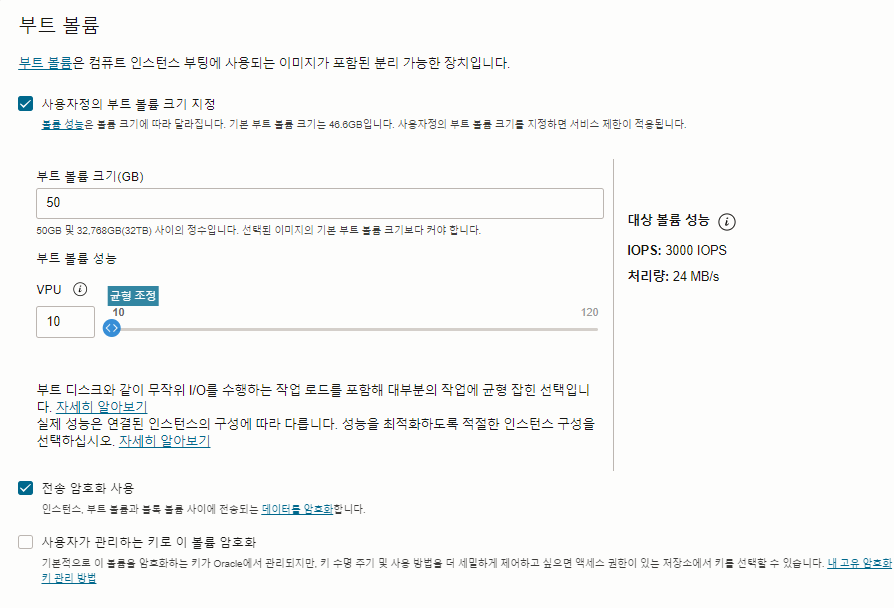 부트 볼륨
부트 볼륨은 컴퓨트 인스턴스 부팅에 사용되는 이미지가 포함된 분리 가능한 장치입니다.
사용자정의 부트 볼륨 크기 지정
볼륨 성능은 볼륨 크기에 따라 달라집니다. 기본 부트 볼륨 크기는 46.6GB입니다. 사용자정의 부트 볼륨 크기를 지정하면 서비스 제한이 적용됩니다.
부트 볼륨 크기(GB)
50
50GB 및 32,768GB(32TB) 사이의 정수입니다. 선택된 이미지의 기본 부트 볼륨 크기보다 커야 합니다.
부트 볼륨 성능
VPU
균형 조정
10
10
120
부트 디스크와 같이 무작위 I/O를 수행하는 작업 로드를 포함해 대부분의 작업에 균형 잡힌 선택입니
다. 자세히 알아보기
실제 성능은 연결된 인스턴스의 구성에 따라 다릅니다. 성능을 최적화하도록 적절한 인스턴스 구성을
선택하십시오. 자세히 알아보기
대상 볼륨 성능
IOPS: 3000 IOPS
처리량: 24 MB/s
전송 암호화 사용
인스턴스, 부트 볼륨과 블록 볼륨 사이에 전송되는 데이터를 암호화합니다.
사용자가 관리하는 키로 이 볼륨 암호화
기본적으로 이 볼륨을 암호화하는 키가 Oracle에서 관리되지만, 키 수명 주기 및 사용 방법을 더 세밀하게 제어하고 싶으면 액세스 권한이 있는 저장소에서 키를 선택할 수 있습니다. 내 고유 암호화
키 관리 방법